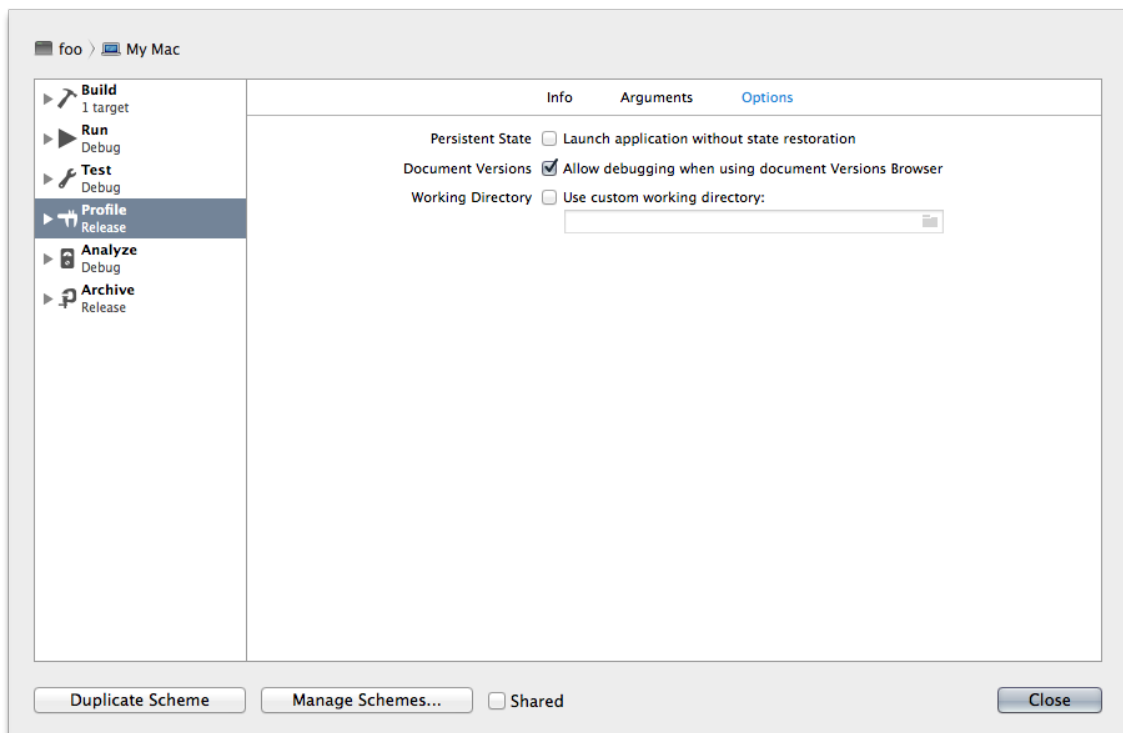 foo 〉 My Mac
Build
1 target
Run
Debug
Test
Debug
Profile
Release
Analyze
Debug
Archive
Release
Info Arguments Options
Persistent State Launch application without state restoration
Document Versions Allow debugging when using document Versions Browser
Working Directory Use custom working directory:
Duplicate Scheme Manage Schemes... Shared Close